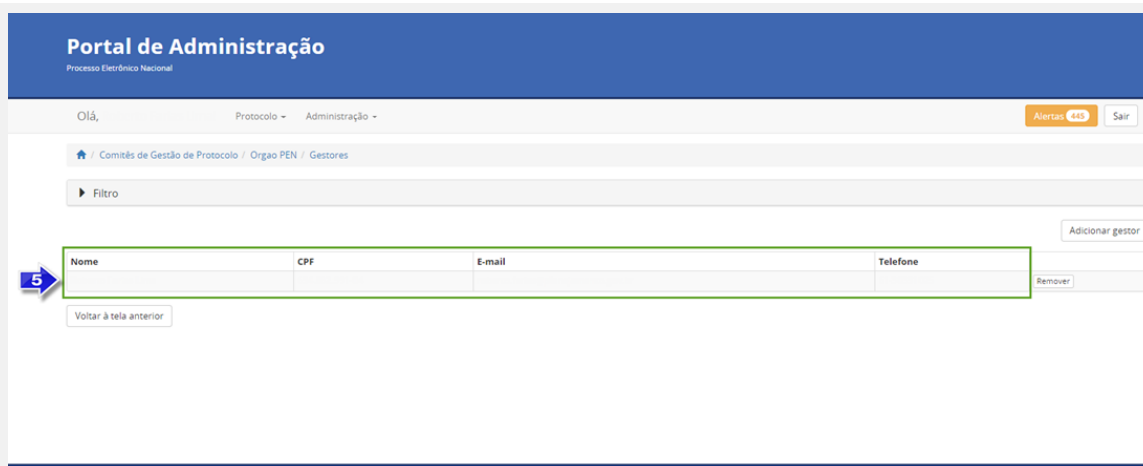 Portal de Administração
Processo Eletrônico Nacional
Olá, Protocolo Administração Alertas 445 Sair
/ Comitês de Gestão de Protocolo / Orgao PEN / Gestores
Filtro
Adicionar gestor
Nome CPF E-mail Telefone
5 Remover
Voltar à tela anterior